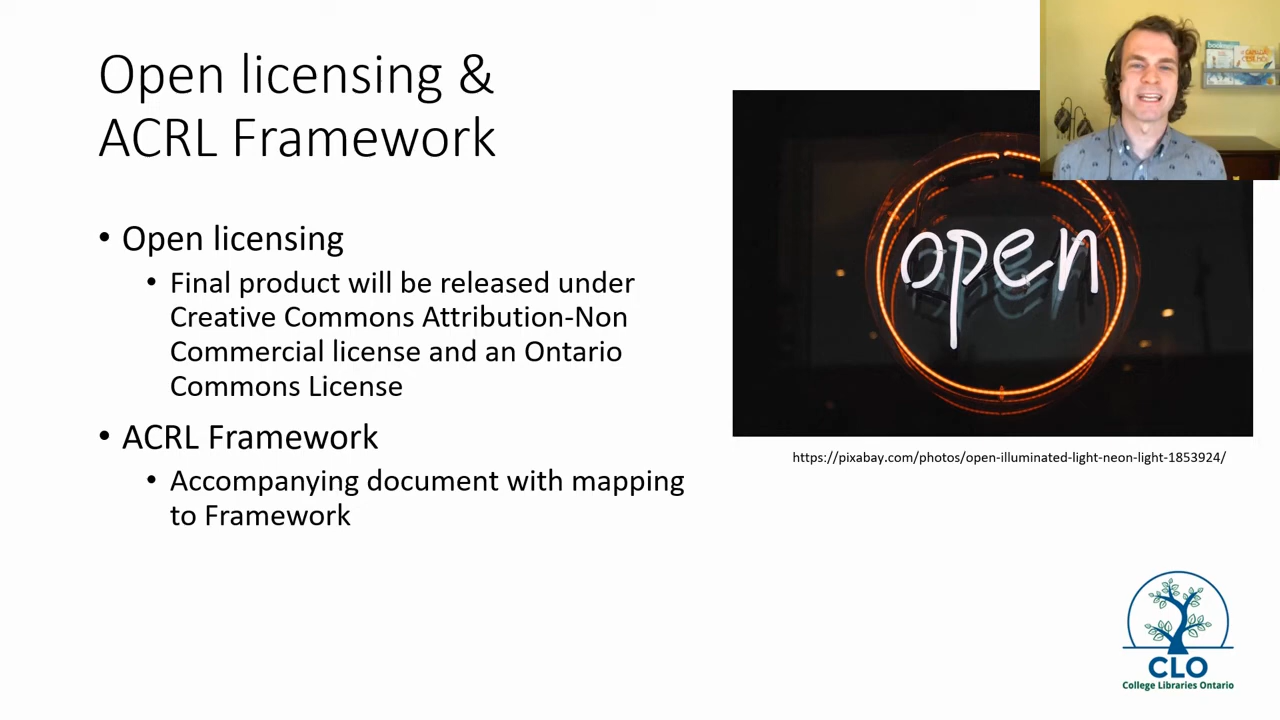 Open licensing &
ACRL Framework
• Open licensing
• Final product will be released under
Creative Commons Attribution-Non
Commercial license and an Ontario
Commons License
• ACRL Framework
• Accompanying document with mapping
to Framework
open
https://pixabay.com/photos/open-illuminated-light-neon-light-1853924/
CLO
College Libraries Ontario